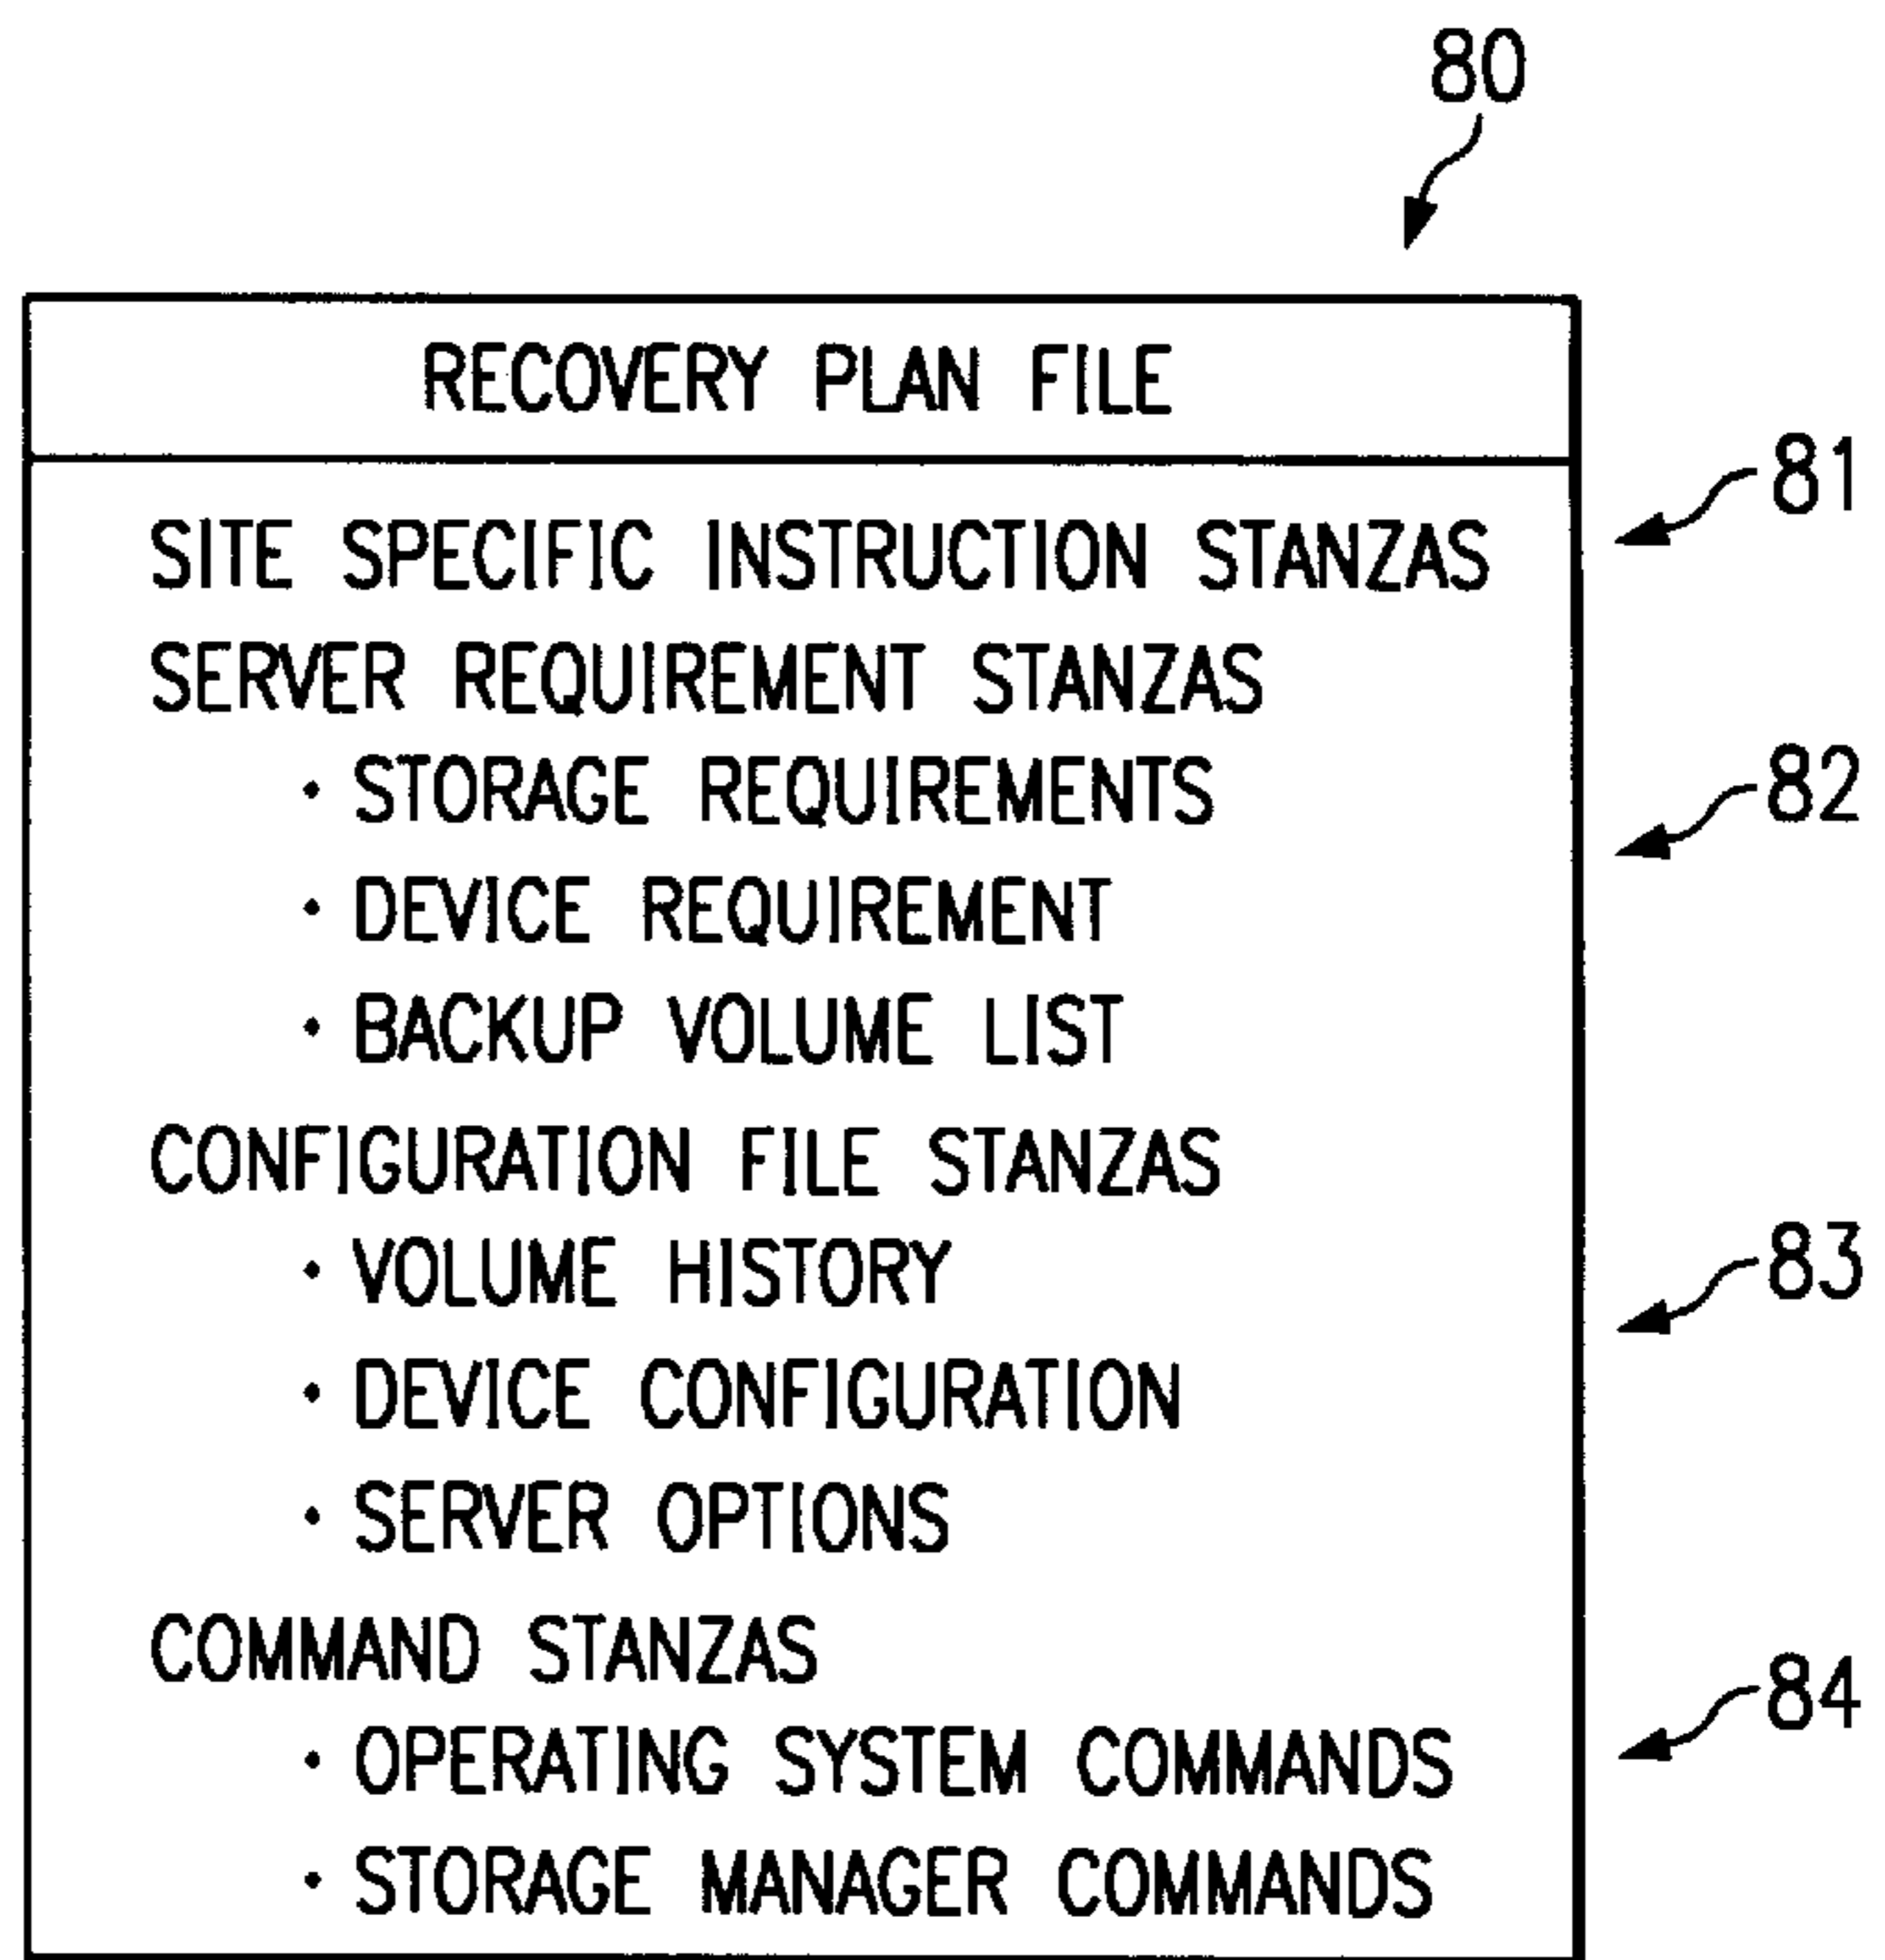 80
RECOVERY PLAN FILE
81
SITE SPECIFIC INSTRUCTION STANZAS
SERVER REQUIREMENT STANZAS
82
· STORAGE REQUIREMENTS
· DEVICE REQUIREMENT
· BACKUP VOLUME LIST
CONFIGURATION FILE STANZAS
83
· VOLUME HISTORY
· DEVICE CONFIGURATION
· SERVER OPTIONS
COMMAND STANZAS
84
· OPERATING SYSTEM COMMANDS
· STORAGE MANAGER COMMANDS